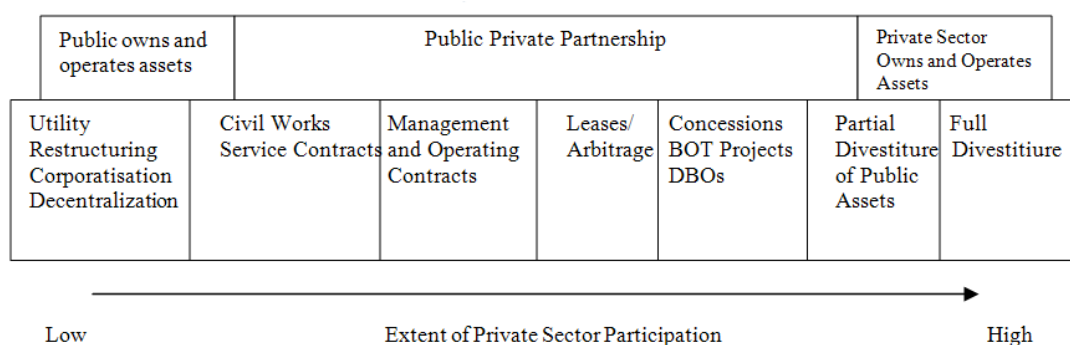 Public owns and
operates assets
Public Private Partnership
Private Sector
Owns and Operates
Assets
Utility
Restructuring
Corporatisation
Decentralization
Civil Works
Service Contracts
Management
and Operating
Contracts
Leases/
Arbitrage
Concessions
BOT Projects
DBOs
Partial
Divestiture
of Public
Assets
Full
Divestitiure
Low
Extent of Private Sector Participation
High